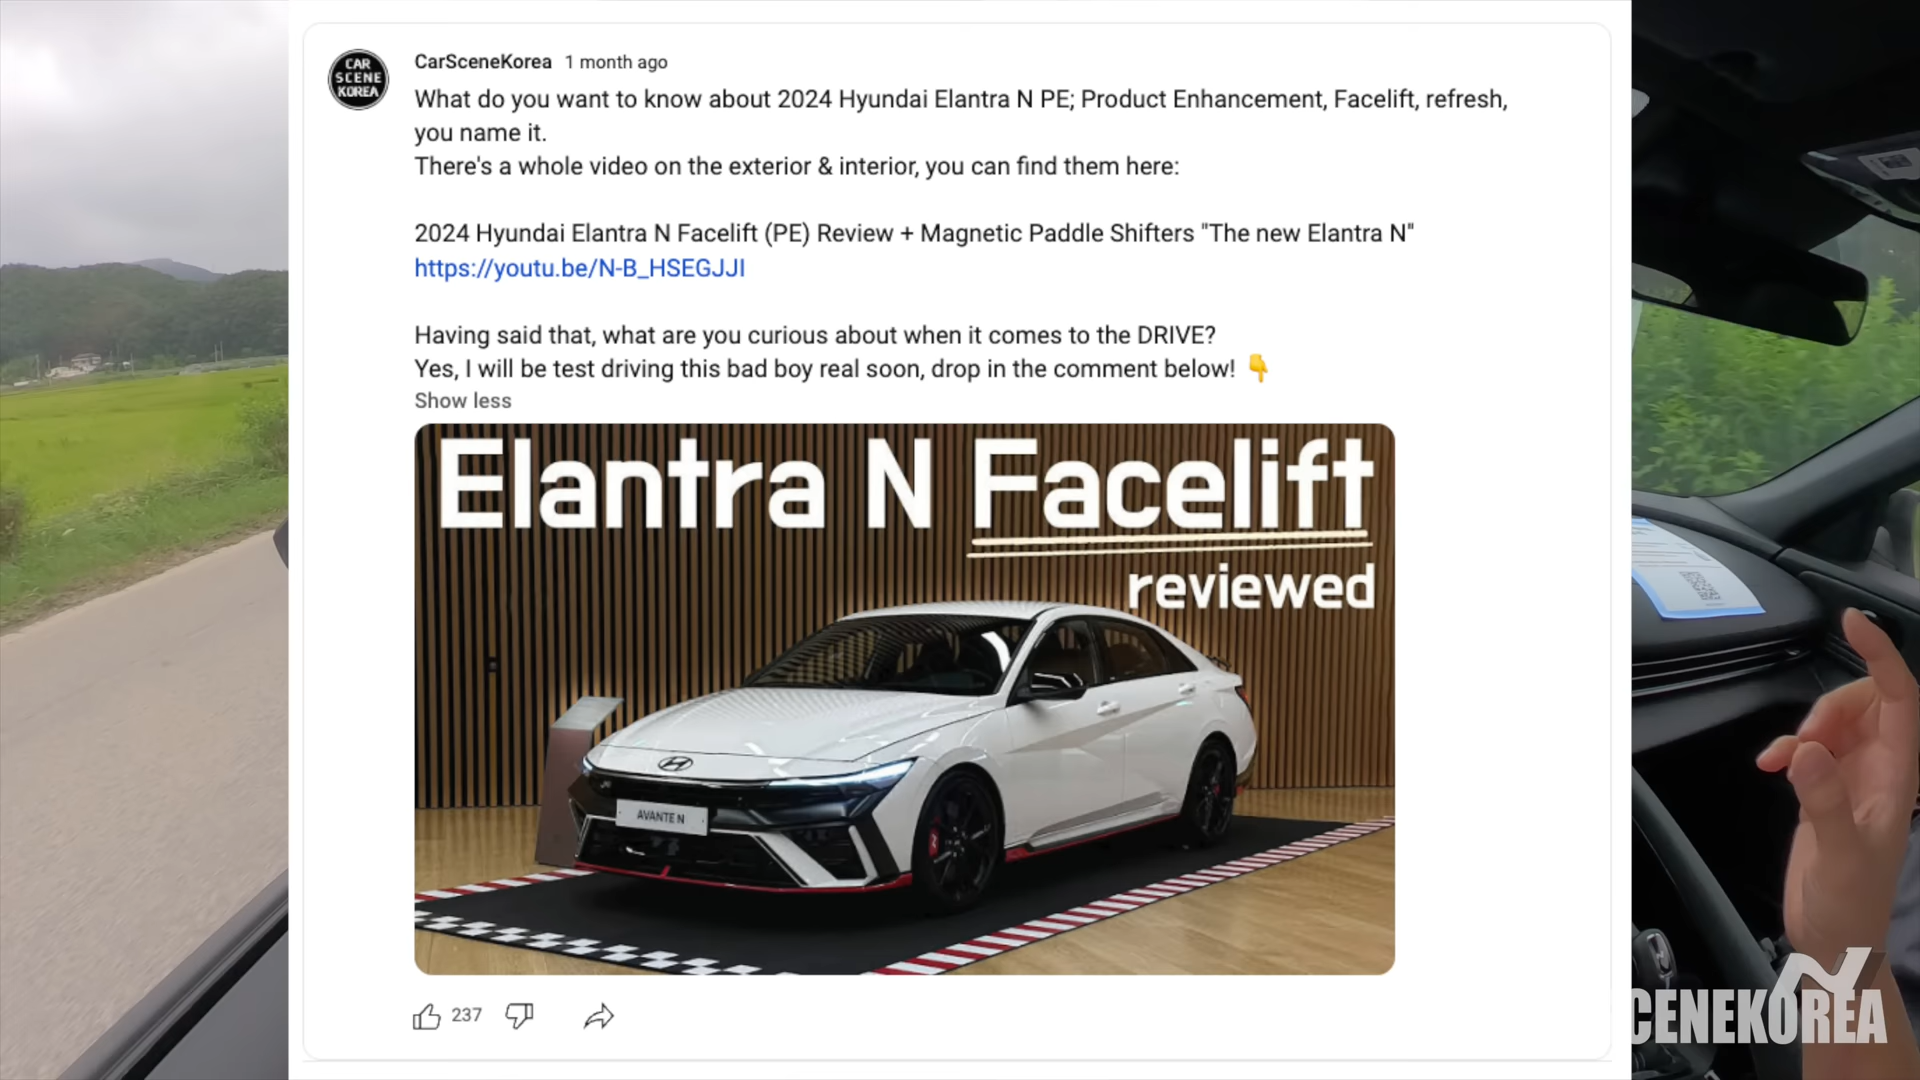 CAR
SCENE
KOREA
CarSceneKorea 1 month ago
What do you want to know about 2024 Hyundai Elantra N PE; Product Enhancement, Facelift, refresh,
you name it.
There's a whole video on the exterior & interior, you can find them here:
2024 Hyundai Elantra N Facelift (PE) Review + Magnetic Paddle Shifters "The new Elantra N"
https://youtu.be/N-B_HSEGJJI
Having said that, what are you curious about when it comes to the DRIVE?
Yes, I will be test driving this bad boy real soon, drop in the comment below! 👇
Show less
Elantra N Facelift
reviewed
AVANTE N
237
CENEKOREA